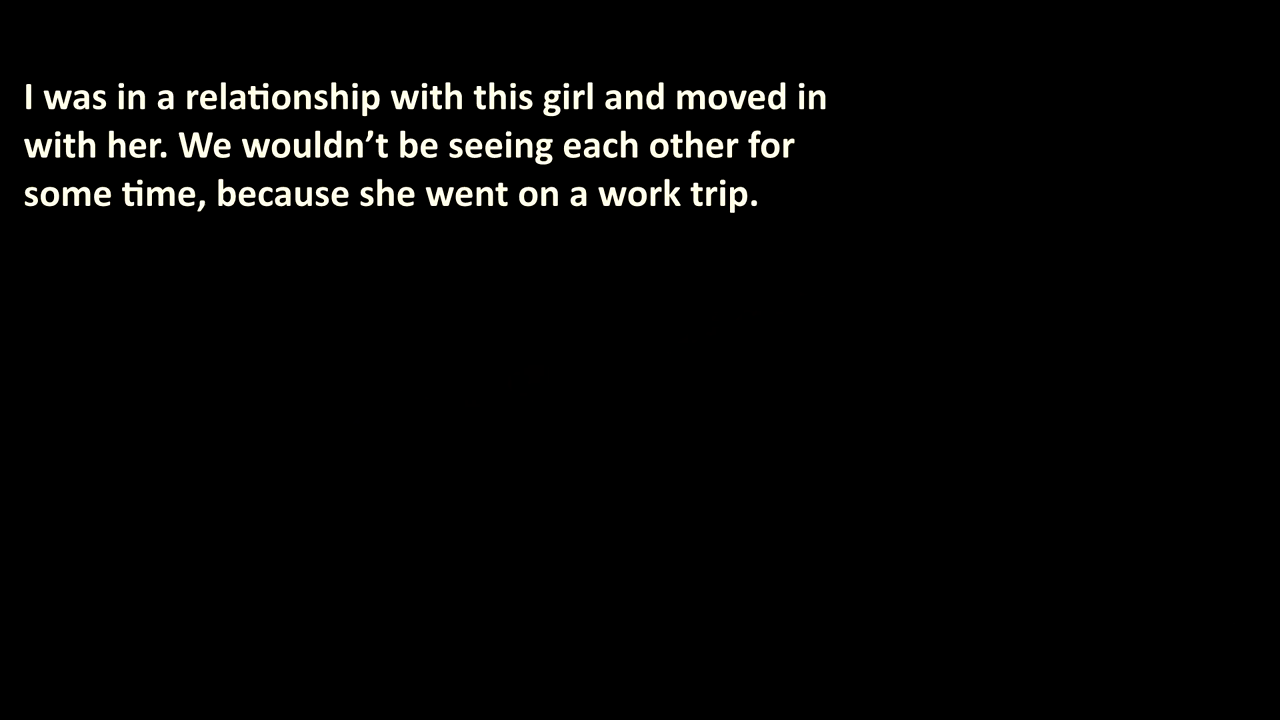 I was in a relationship with this girl and moved in
with her. We wouldn’t be seeing each other for
some time, because she went on a work trip.